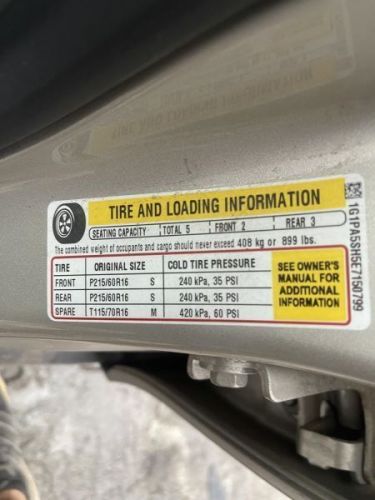 TIRE AND LOADING INFORMATION
SEATING CAPACITY TOTAL 5 FRONT 2 REAR 3
The combined weight of occupants and cargo should never exceed 408 kg or 899 lbs.
TIRE ORIGINAL SIZE COLD TIRE PRESSURE
FRONT P215/60R16 S 240 kPa, 35 PSI
REAR P215/60R16 S 240 kPa, 35 PSI
SPARE T115/70R16 M 420 kPa, 60 PSI
SEE OWNER'S
MANUAL FOR
ADDITIONAL
INFORMATION
1G1PA5SH5E7150799